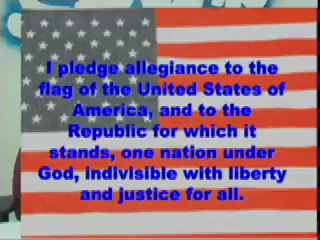 I pledge allegiance to the
flag of the United States of
America, and to the
Republic for which it
stands, one nation under
God, indivisible with liberty
and justice for all.